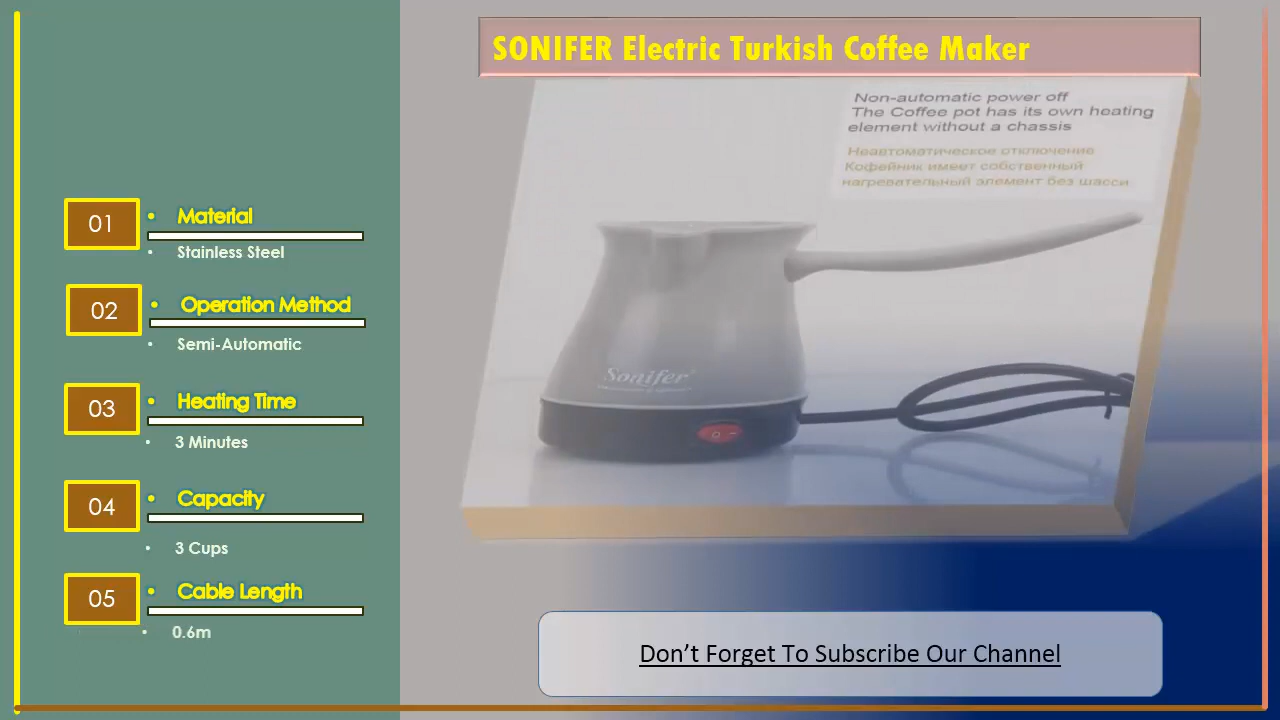 SONIFER Electric Turkish Coffee Maker
Non-automatic power off
The Coffee pot has its own heating
element without a chassis
Неавтоматическое отключение
Кофейник имеет собственный
нагревательный элемент без шасси
01
• Material
• Stainless Steel
02
• Operation Method
• Semi-Automatic
03
• Heating Time
• 3 Minutes
04
• Capacity
• 3 Cups
05
• Cable Length
• 0.6m
Sonifer
Don’t Forget To Subscribe Our Channel